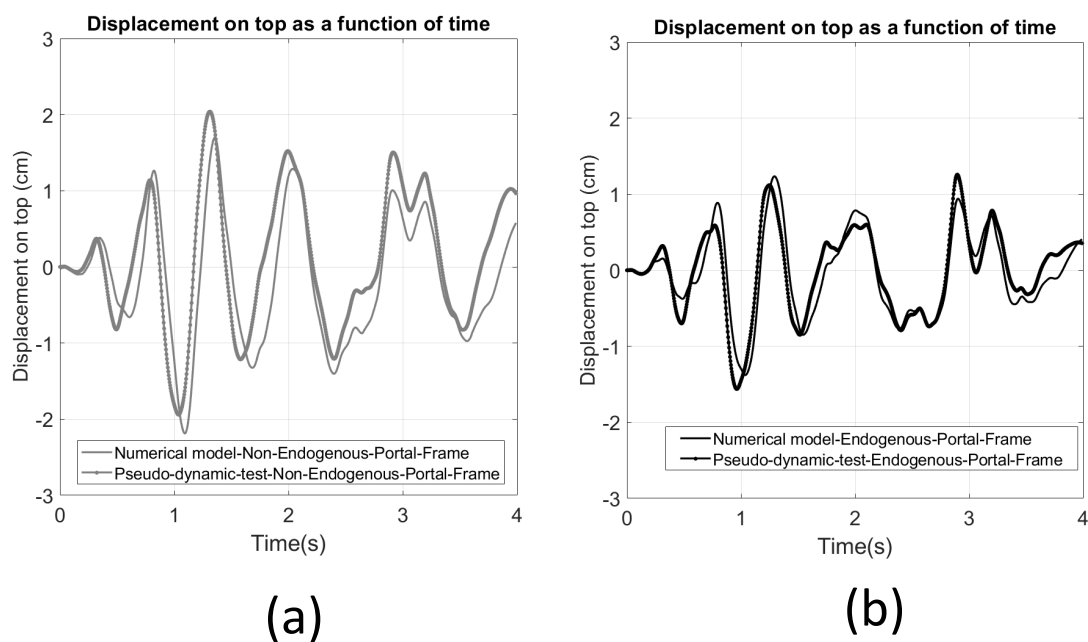 Displacement on top as a function of time
3
2
1
0
-1
-2
-3
Displacement on top (cm)
Numerical model-Non-Endogenous-Portal-Frame
Pseudo-dynamic-test-Non-Endogenous-Portal-Frame
0 1 2 3 4
Time(s)
(a)
Displacement on top as a function of time
3
2
1
0
-1
-2
-3
Displacement on top (cm)
Numerical model-Endogenous-Portal-Frame
Pseudo-dynamic-test-Endogenous-Portal-Frame
0 1 2 3 4
Time(s)
(b)